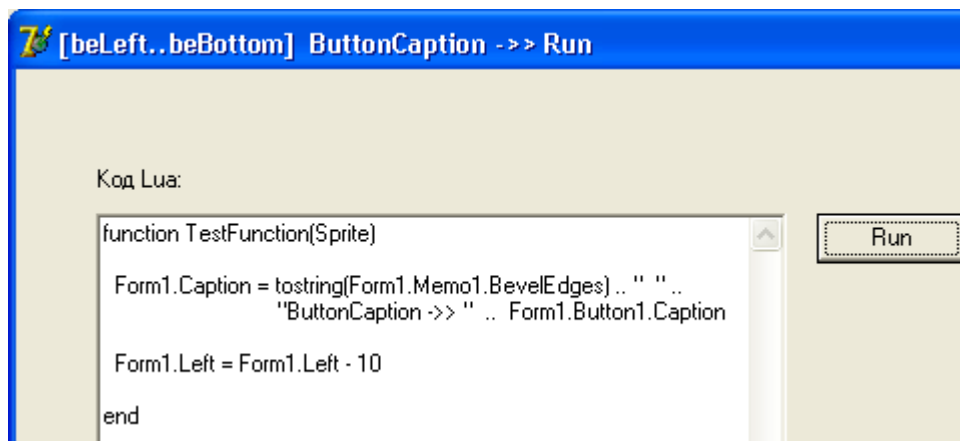 [beLeft..beBottom]  ButtonCaption ->> Run
Код Lua:
function TestFunction(Sprite)
Form1.Caption = tostring(Form1.Memo1.BevelEdges) .. "  " ..
"ButtonCaption ->> "  ..  Form1.Button1.Caption
Form1.Left = Form1.Left - 10
end
Run